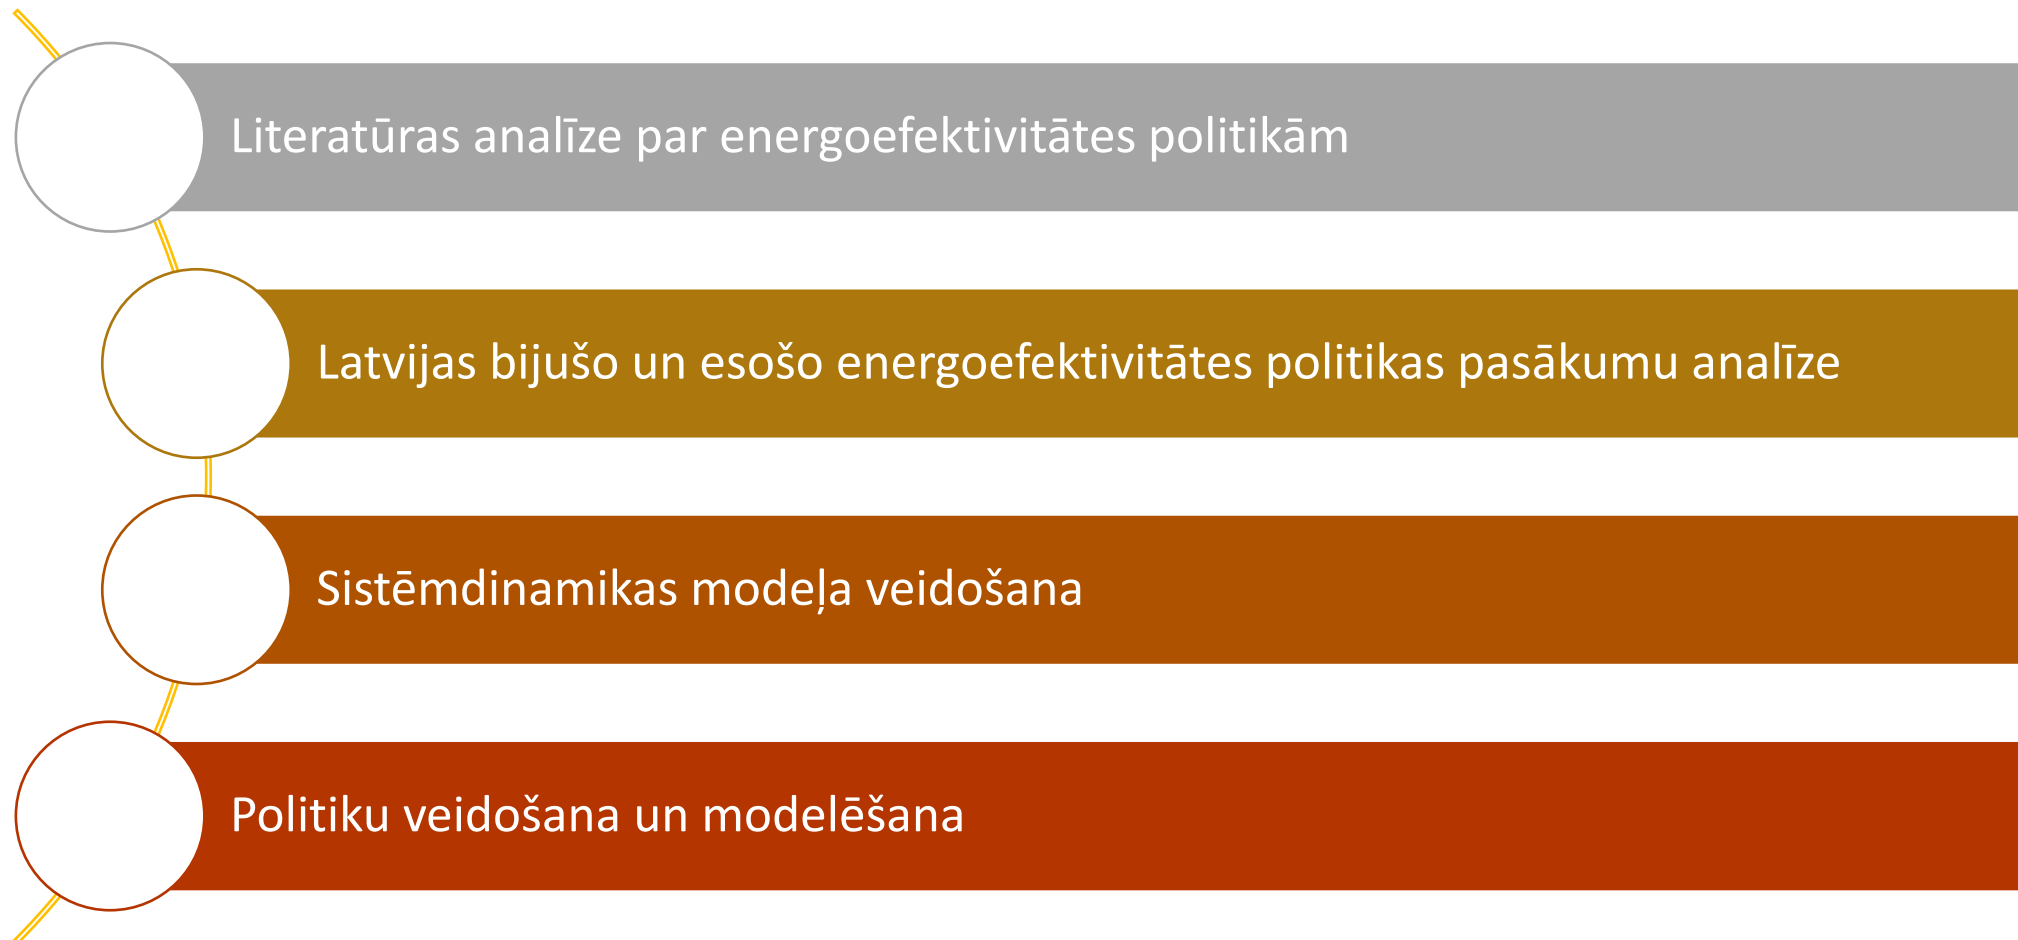 Literatūras analīze par energoefektivitātes politikām
Latvijas bijušo un esošo energoefektivitātes politikas pasākumu analīze
Sistēmdinamikas modeļa veidošana
Politiku veidošana un modelēšana